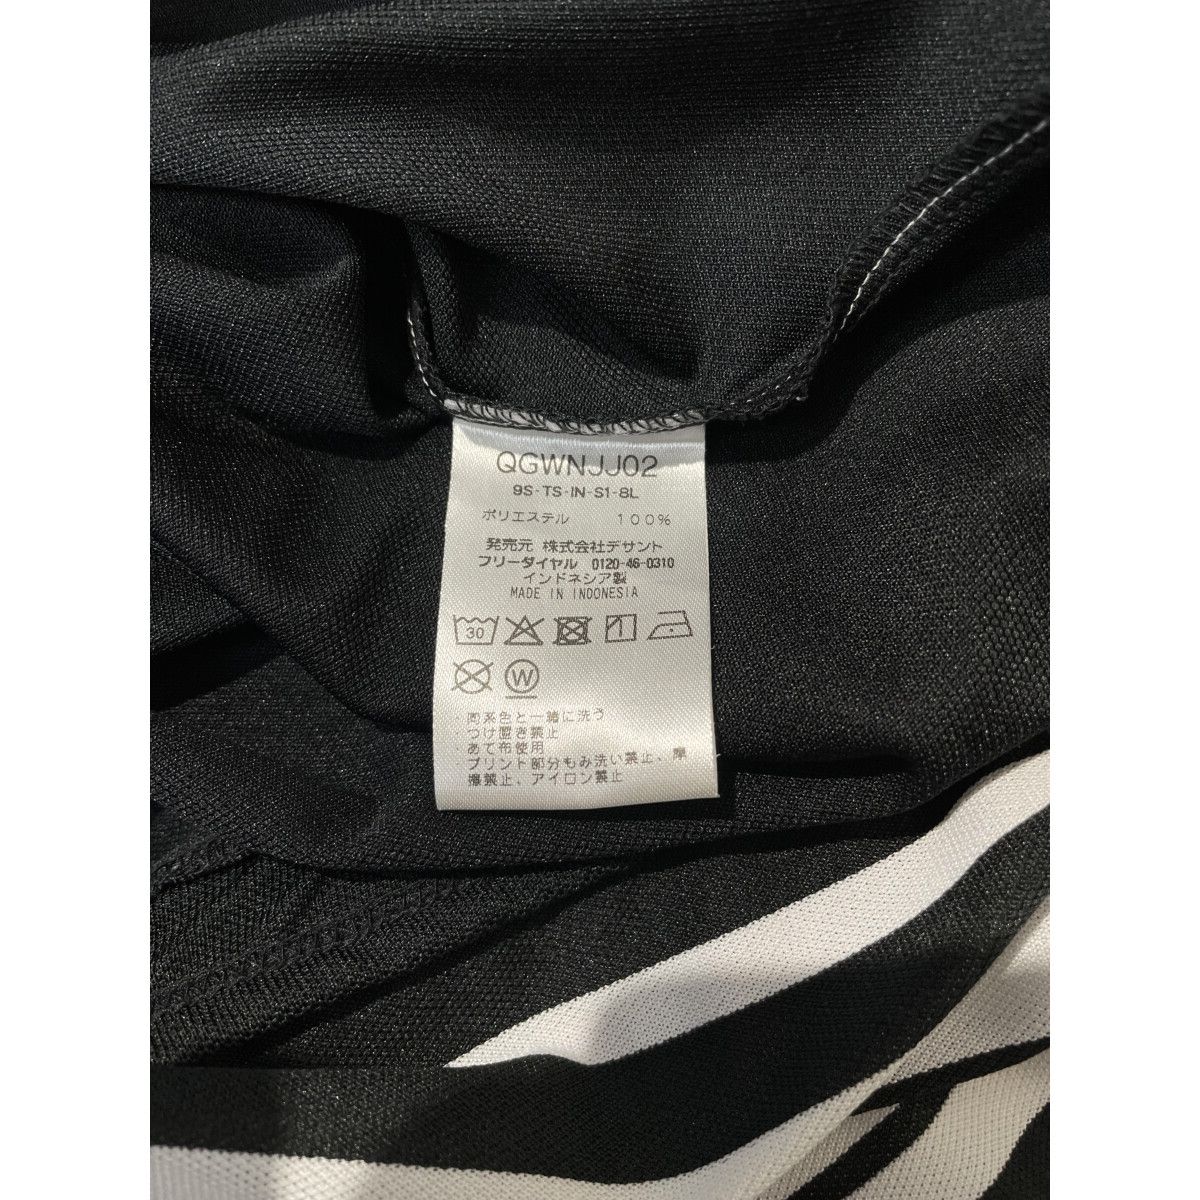 QGWNJJ02
9S-TS-IN-S1-8L
ポリエステル 100%
発売元 株式会社デサント
フリーダイヤル 0120-46-0310
インドネシア製
MADE IN INDONESIA
30
W
・同系色と一緒に洗う
・つけ置き禁止
・あて布使用
・プリント部分もみ洗い禁止、摩
擦禁止、アイロン禁止